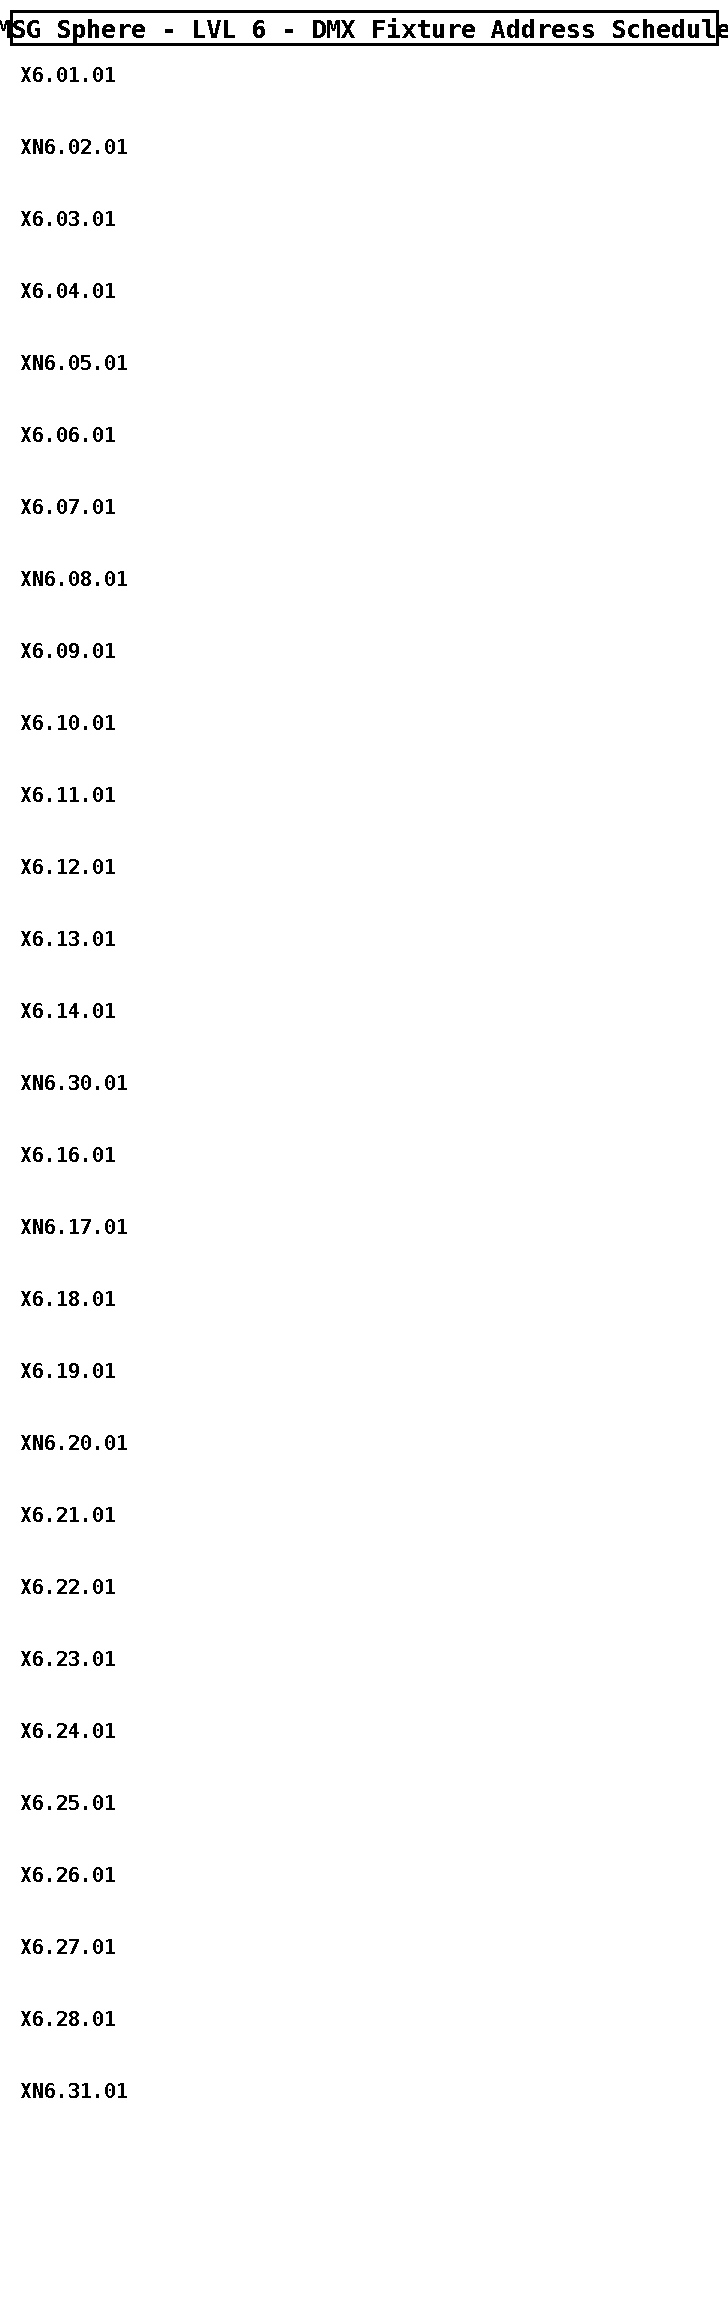 MSG Sphere - LVL 6 - DMX Fixture Address Schedule
X6.01.01
XN6.02.01
X6.03.01
X6.04.01
XN6.05.01
X6.06.01
X6.07.01
XN6.08.01
X6.09.01
X6.10.01
X6.11.01
X6.12.01
X6.13.01
X6.14.01
XN6.30.01
X6.16.01
XN6.17.01
X6.18.01
X6.19.01
XN6.20.01
X6.21.01
X6.22.01
X6.23.01
X6.24.01
X6.25.01
X6.26.01
X6.27.01
X6.28.01
XN6.31.01